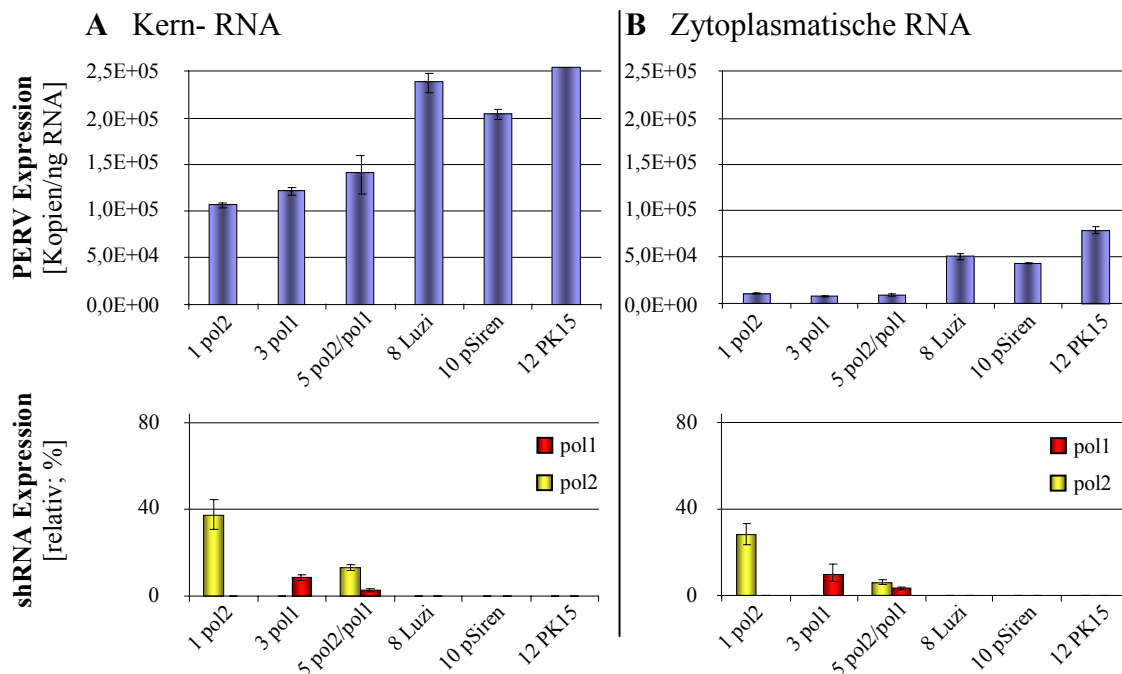 A Kern- RNA
B Zytoplasmatische RNA
PERV Expression
[Kopien/ng RNA]
2,5E+05
2,0E+05
1,5E+05
1,0E+05
5,0E+04
0,0E+00
1 pol2
3 pol1
5 pol2/pol1
8 Luzi
10 pSiren
12 PK15
2,5E+05
2,0E+05
1,5E+05
1,0E+05
5,0E+04
0,0E+00
1 pol2
3 pol1
5 pol2/pol1
8 Luzi
10 pSiren
12 PK15
shRNA Expression
[relativ; %]
80
40
0
pol1
pol2
1 pol2
3 pol1
5 pol2/pol1
8 Luzi
10 pSiren
12 PK15
80
40
0
pol1
pol2
1 pol2
3 pol1
5 pol2/pol1
8 Luzi
10 pSiren
12 PK15